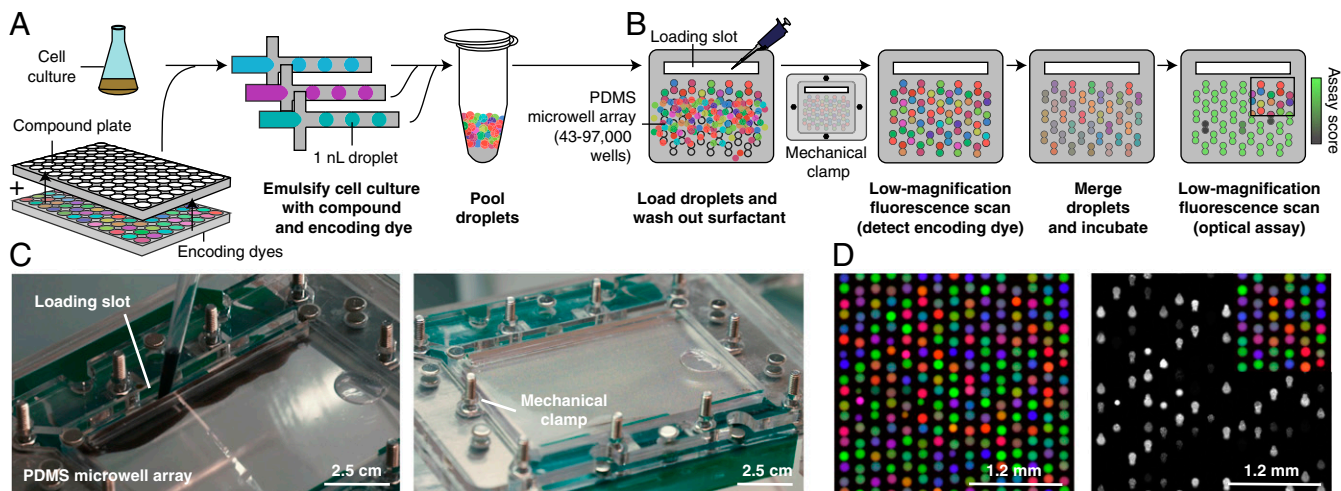 A
Cell
culture
Compound plate
+
Encoding dyes
1 nL droplet
Emulsify cell culture
with compound
and encoding dye
Pool
droplets
B
Loading slot
PDMS
microwell array
(43-97,000
wells)
Load droplets and
wash out surfactant
Mechanical
clamp
Low-magnification
fluorescence scan
(detect encoding dye)
Merge
droplets
and incubate
Low-magnification
fluorescence scan
(optical assay)
Assay
score
C
Loading slot
PDMS microwell array
2.5 cm
Mechanical
clamp
2.5 cm
D
1.2 mm
1.2 mm